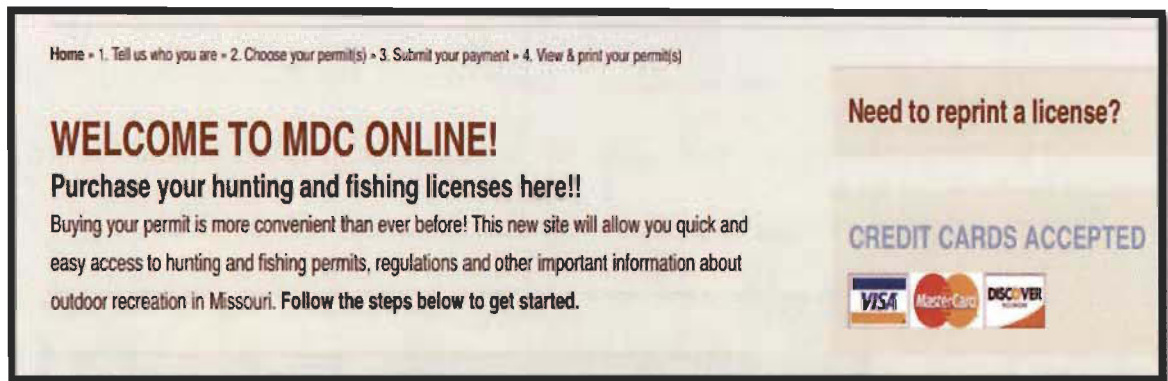 Home » 1. Tell us who you are » 2. Choose your permit(s) » 3. Submit your payment » 4. View & print your permit(s)
WELCOME TO MDC ONLINE!
Purchase your hunting and fishing licenses here!!
Buying your permit is more convenient than ever before! This new site will allow you quick and
easy access to hunting and fishing permits, regulations and other important information about
outdoor recreation in Missouri. Follow the steps below to get started.
Need to reprint a license?
CREDIT CARDS ACCEPTED
VISA MasterCard DISCOVER